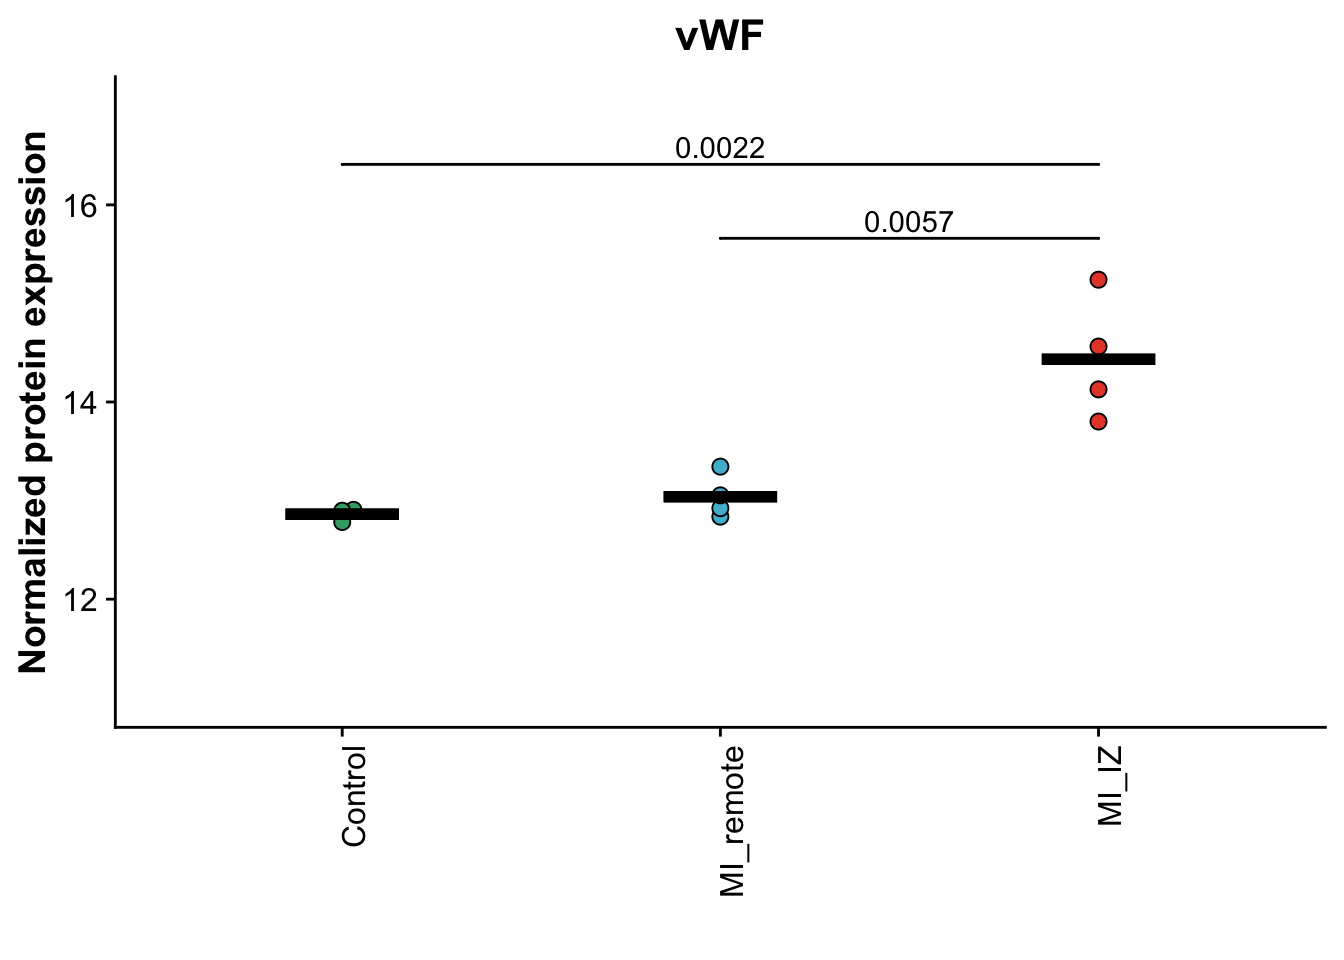 vWF
Normalized protein expression
16
14
12
0.0022
0.0057
Control
MI_remote
MI_IZ